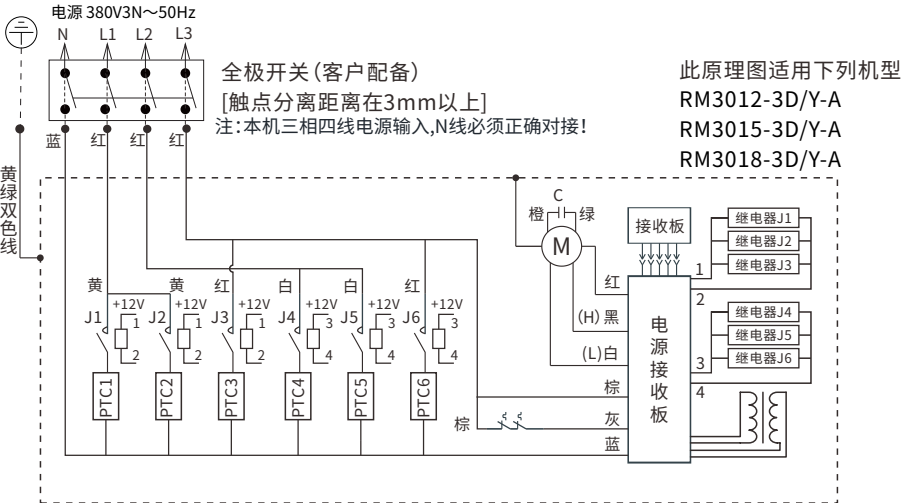 电源 380V3N～50Hz
N L1 L2 L3
全极开关（客户配备）
[触点分离距离在3mm以上]
注：本机三相四线电源输入,N线必须正确对接！
此原理图适用下列机型
RM3012-3D/Y-A
RM3015-3D/Y-A
RM3018-3D/Y-A
蓝 红 红 红
黄绿双色线
C
橙 绿
M
接收板
继电器J1
继电器J2
继电器J3
1
2
继电器J4
继电器J5
继电器J6
3
4
红
(H)黑
(L)白
棕
灰
蓝
电源接收板
黄 黄 红 白 白 红
+12V +12V +12V +12V +12V +12V
J1 1 J2 1 J3 1 J4 3 J5 3 J6 3
2 2 2 4 4 4
PTC1 PTC2 PTC3 PTC4 PTC5 PTC6
棕